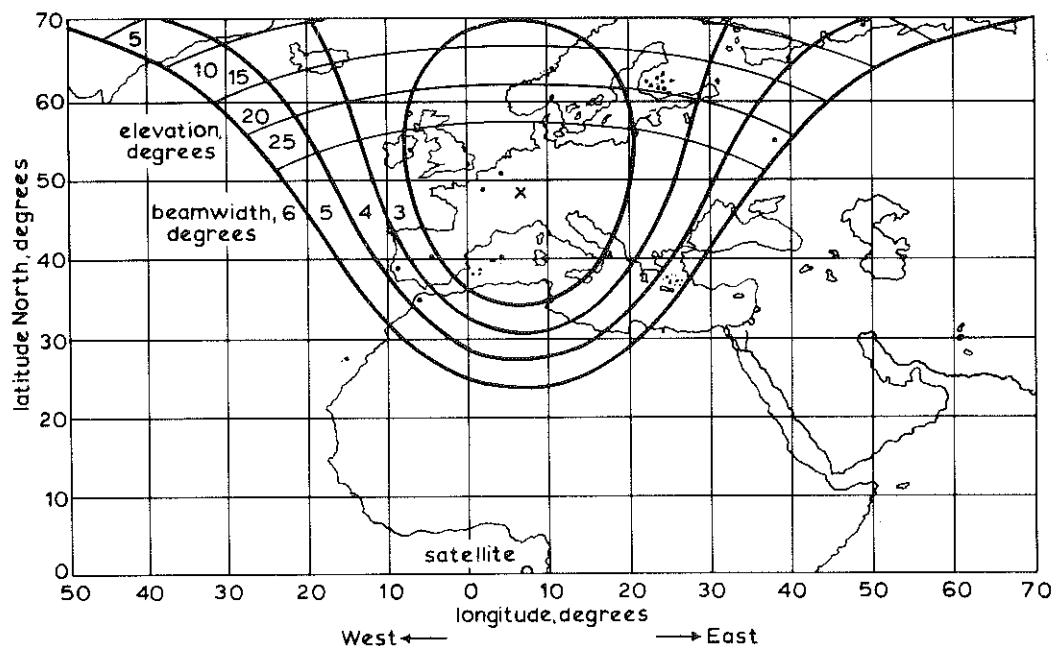 70
60
50
40
30
20
10
0
latitude North, degrees
5
10
15
20
25
elevation, degrees
beamwidth, 6 5 4 3
degrees
x
satellite
50 40 30 20 10 0 10 20 30 40 50 60 70
longitude, degrees
West ← → East